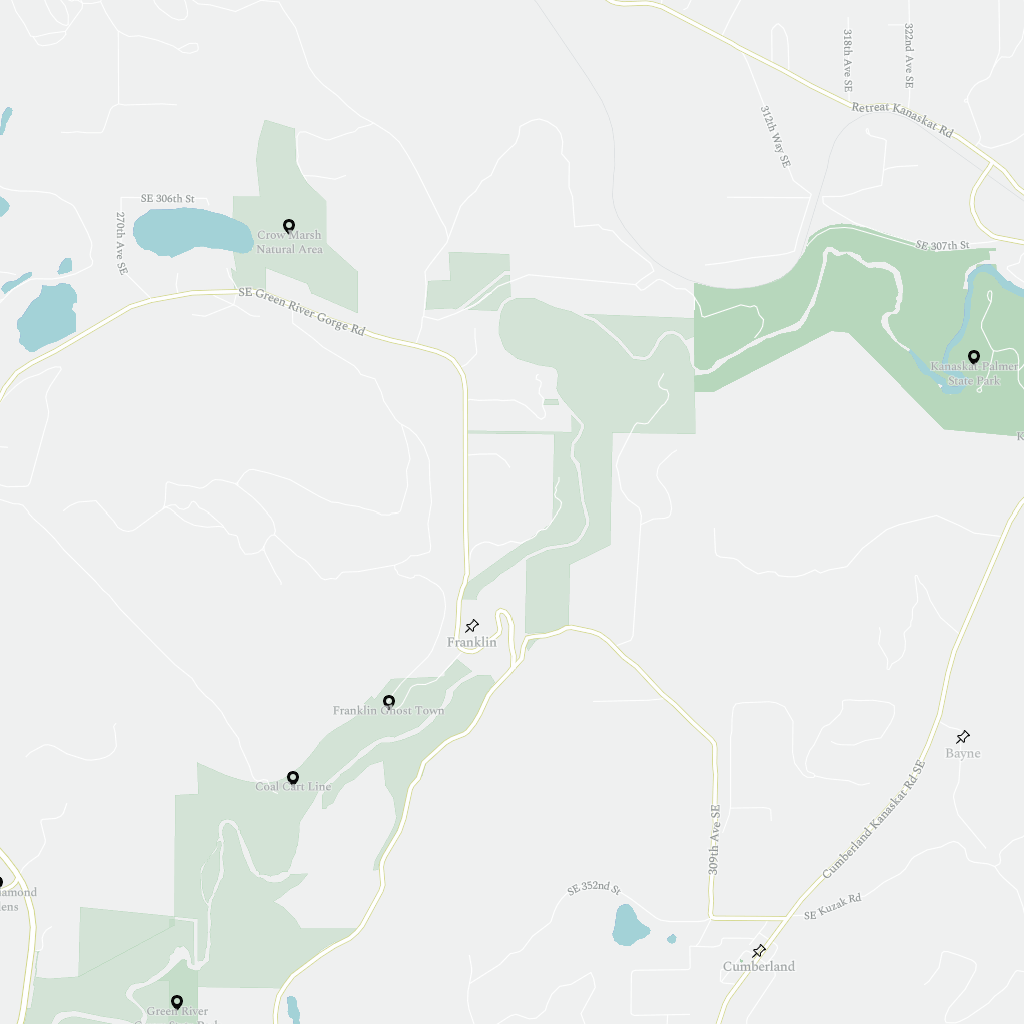 318th Ave SE
322nd Ave SE
Retreat Kanaskat Rd
312th Way SE
SE 306th St
270th Ave SE
Crow Marsh
Natural Area
SE 307th St
SE Green River Gorge Rd
Kanaskat-Palmer
State Park
K
Franklin
Franklin Ghost Town
Bayne
Coal Cart Line
Cumberland Kanaskat Rd SE
309th Ave SE
SE 352nd St
SE Kuzak Rd
Cumberland
Green River